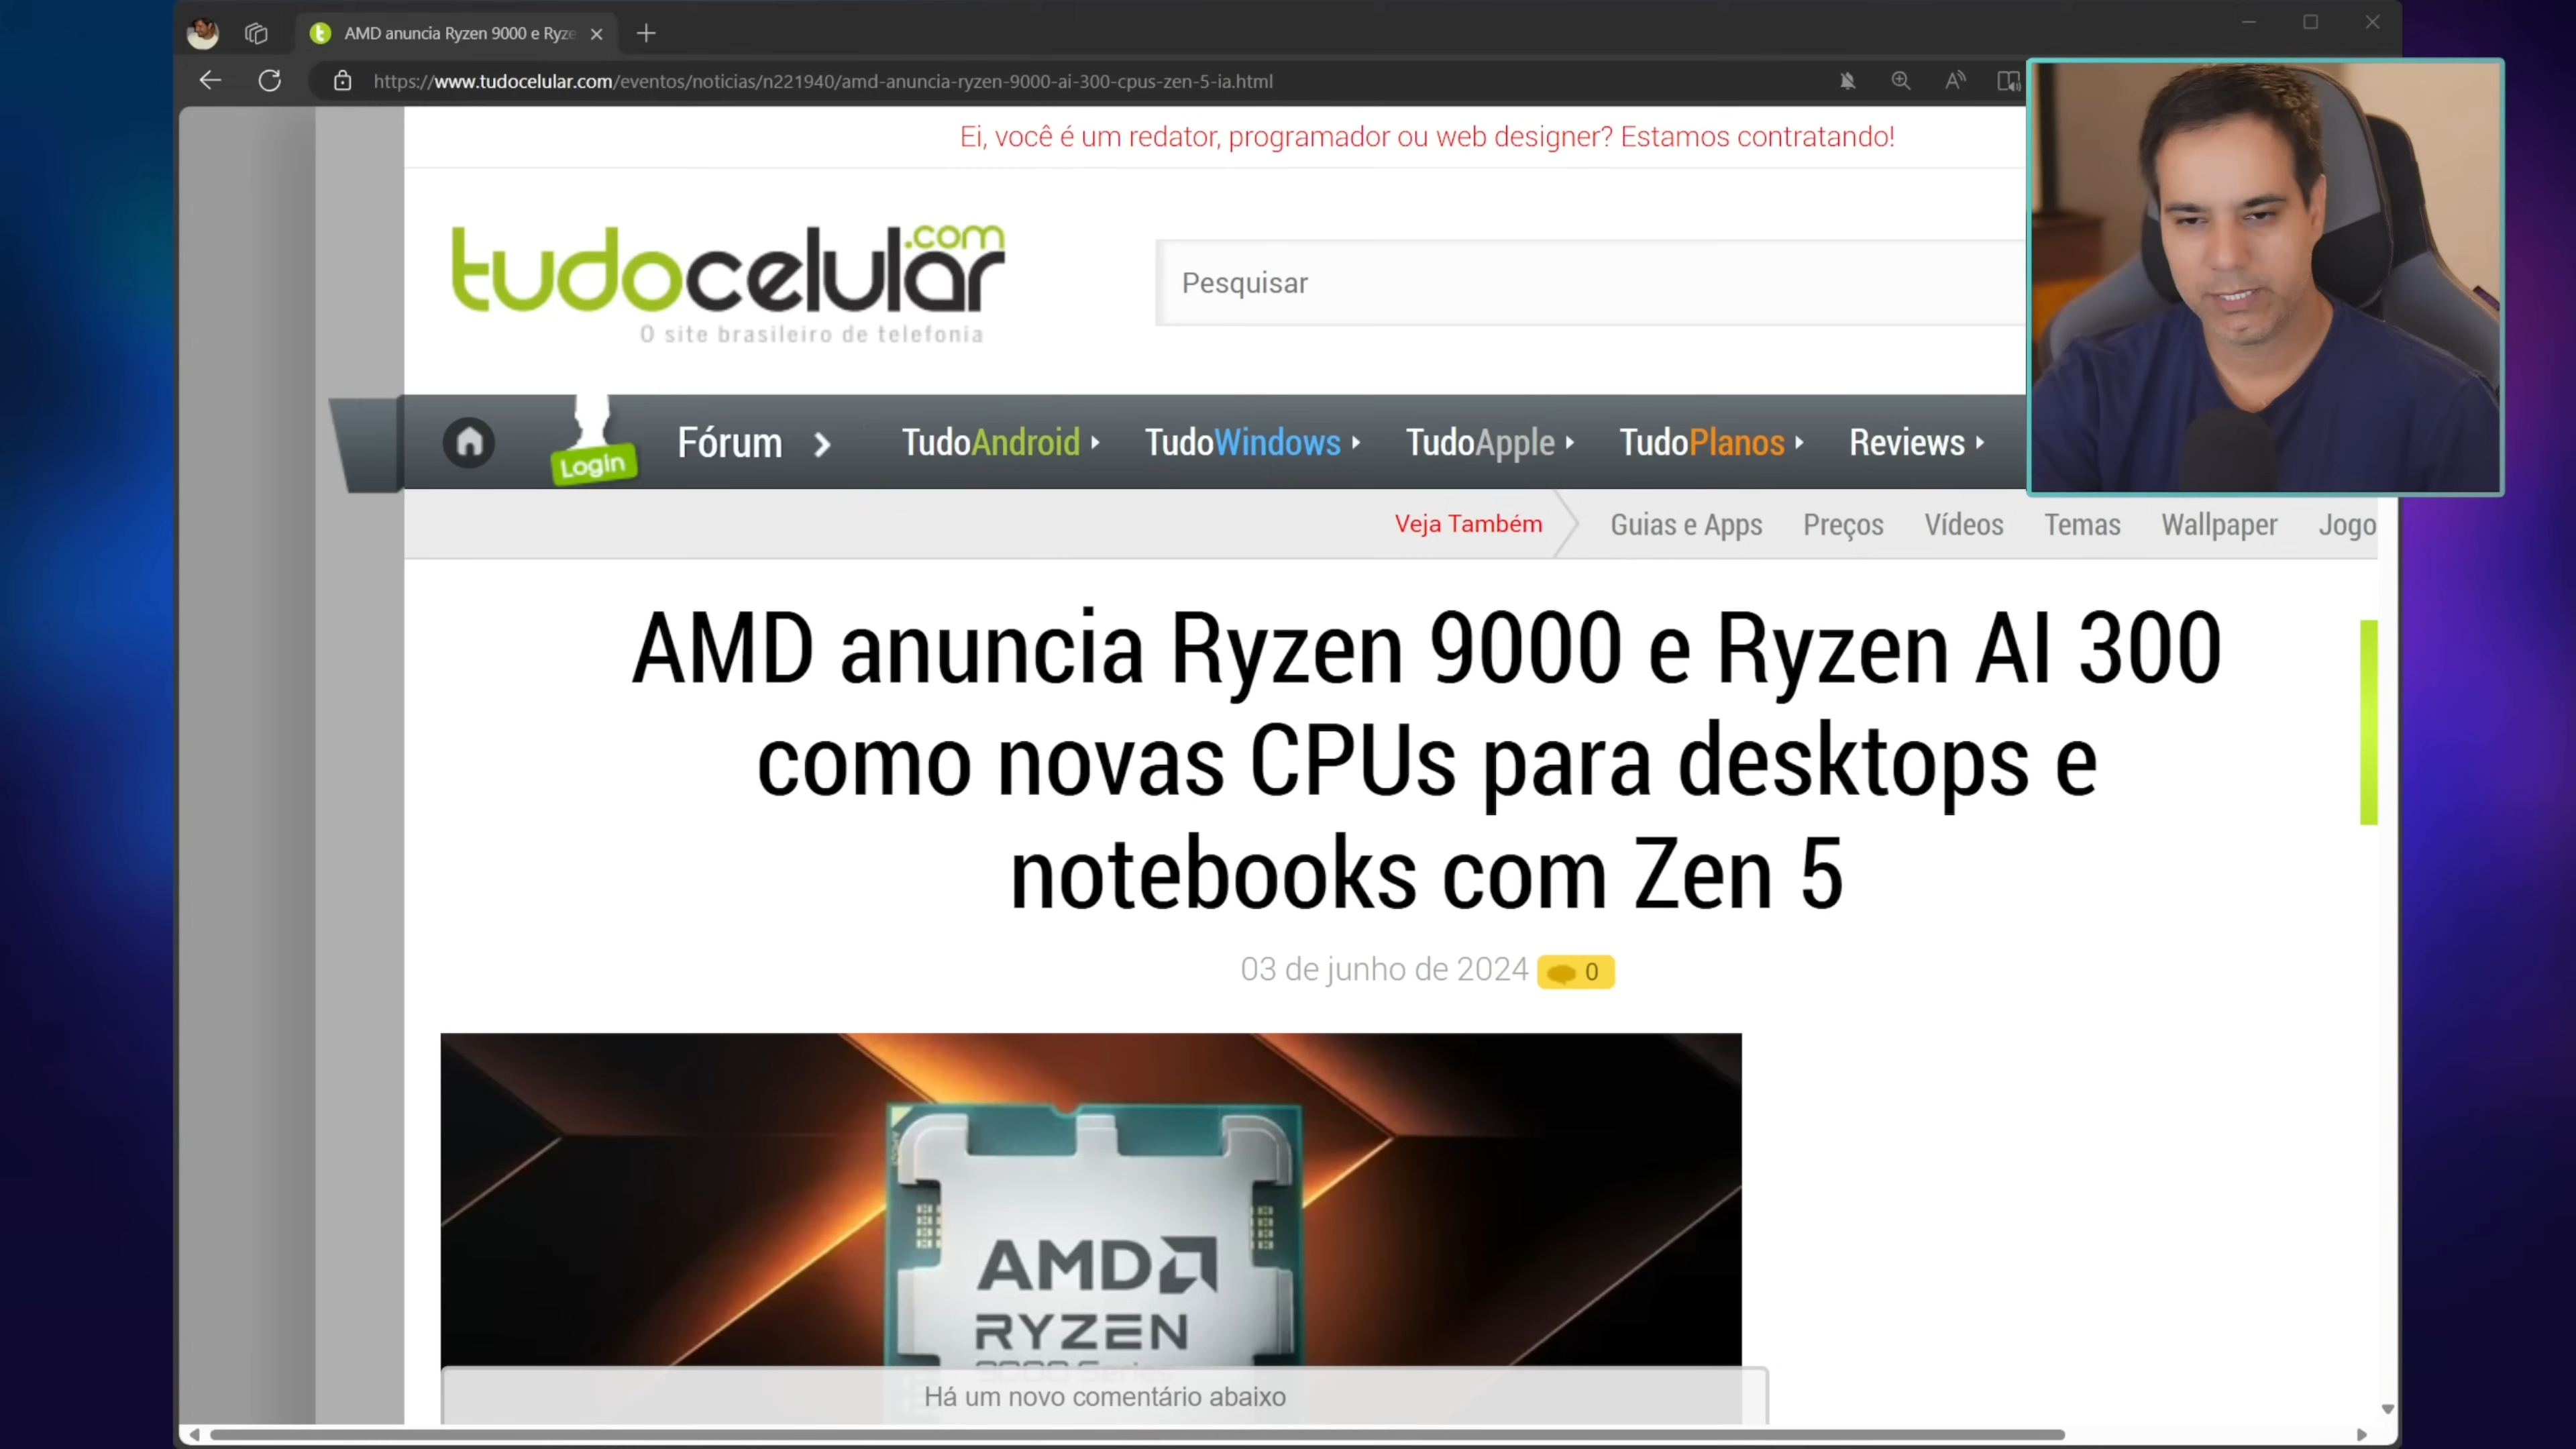 AMD anuncia Ryzen 9000 e Ryze
https://www.tudocelular.com/eventos/noticias/n221940/amd-anuncia-ryzen-9000-ai-300-cpus-zen-5-ia.html
Ei, você é um redator, programador ou web designer? Estamos contratando!
tudocelular.com
O site brasileiro de telefonia
Pesquisar
Login
Fórum
TudoAndroid
TudoWindows
TudoApple
TudoPlanos
Reviews
Veja Também
Guias e Apps
Preços
Vídeos
Temas
Wallpaper
Jogo
AMD anuncia Ryzen 9000 e Ryzen AI 300
como novas CPUs para desktops e
notebooks com Zen 5
03 de junho de 2024
0
AMD
RYZEN
9000 Series
Há um novo comentário abaixo